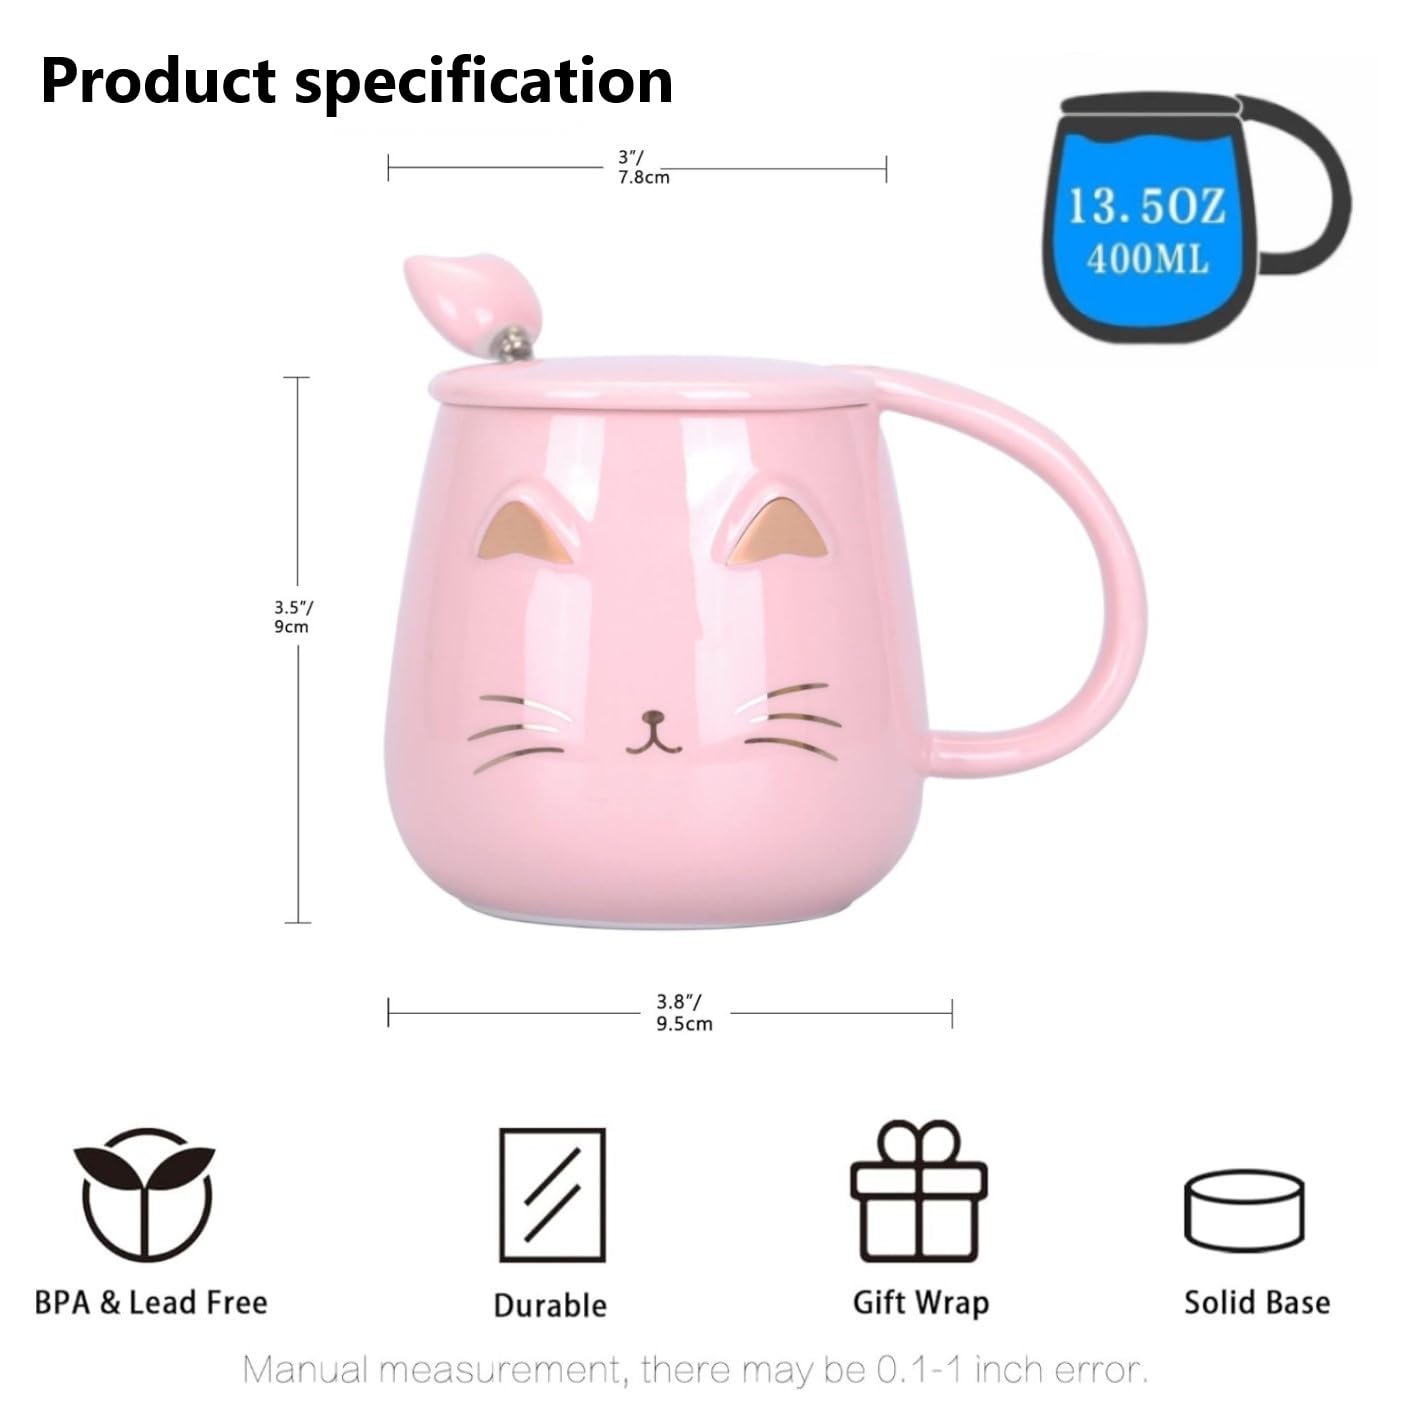 Product specification
3"/
7.8cm
13.5OZ
400ML
3.5"/
9cm
3.8"/
9.5cm
BPA & Lead Free
Durable
Gift Wrap
Solid Base
Manual measurement, there may be 0.1-1 inch error.